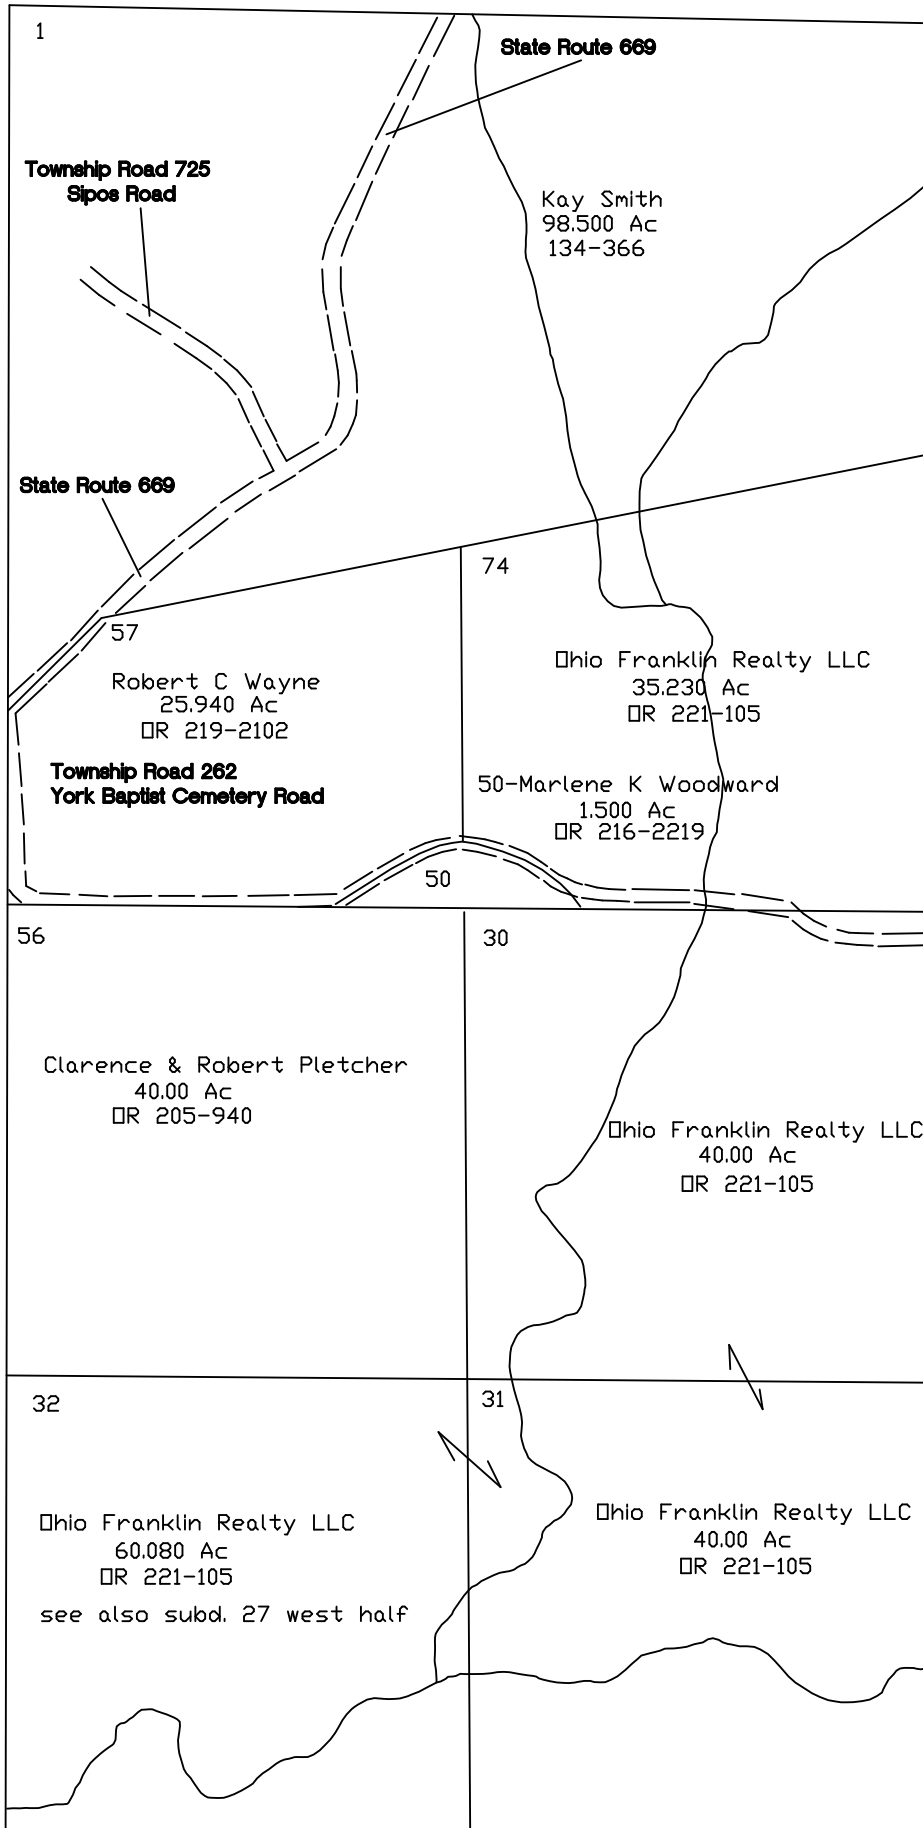 1
State Route 669
Township Road 725
Sipos Road
Kay Smith
98.500 Ac
134-366
State Route 669
74
57
Ohio Franklin Realty LLC
35.230 Ac
OR 221-105
Robert C Wayne
25.940 Ac
OR 219-2102
Township Road 262
York Baptist Cemetery Road
50-Marlene K Woodward
1.500 Ac
OR 216-2219
50
56
30
Clarence & Robert Pletcher
40.00 Ac
OR 205-940
Ohio Franklin Realty LLC
40.00 Ac
OR 221-105
32
31
Ohio Franklin Realty LLC
60.080 Ac
OR 221-105
see also subd. 27 west half
Ohio Franklin Realty LLC
40.00 Ac
OR 221-105